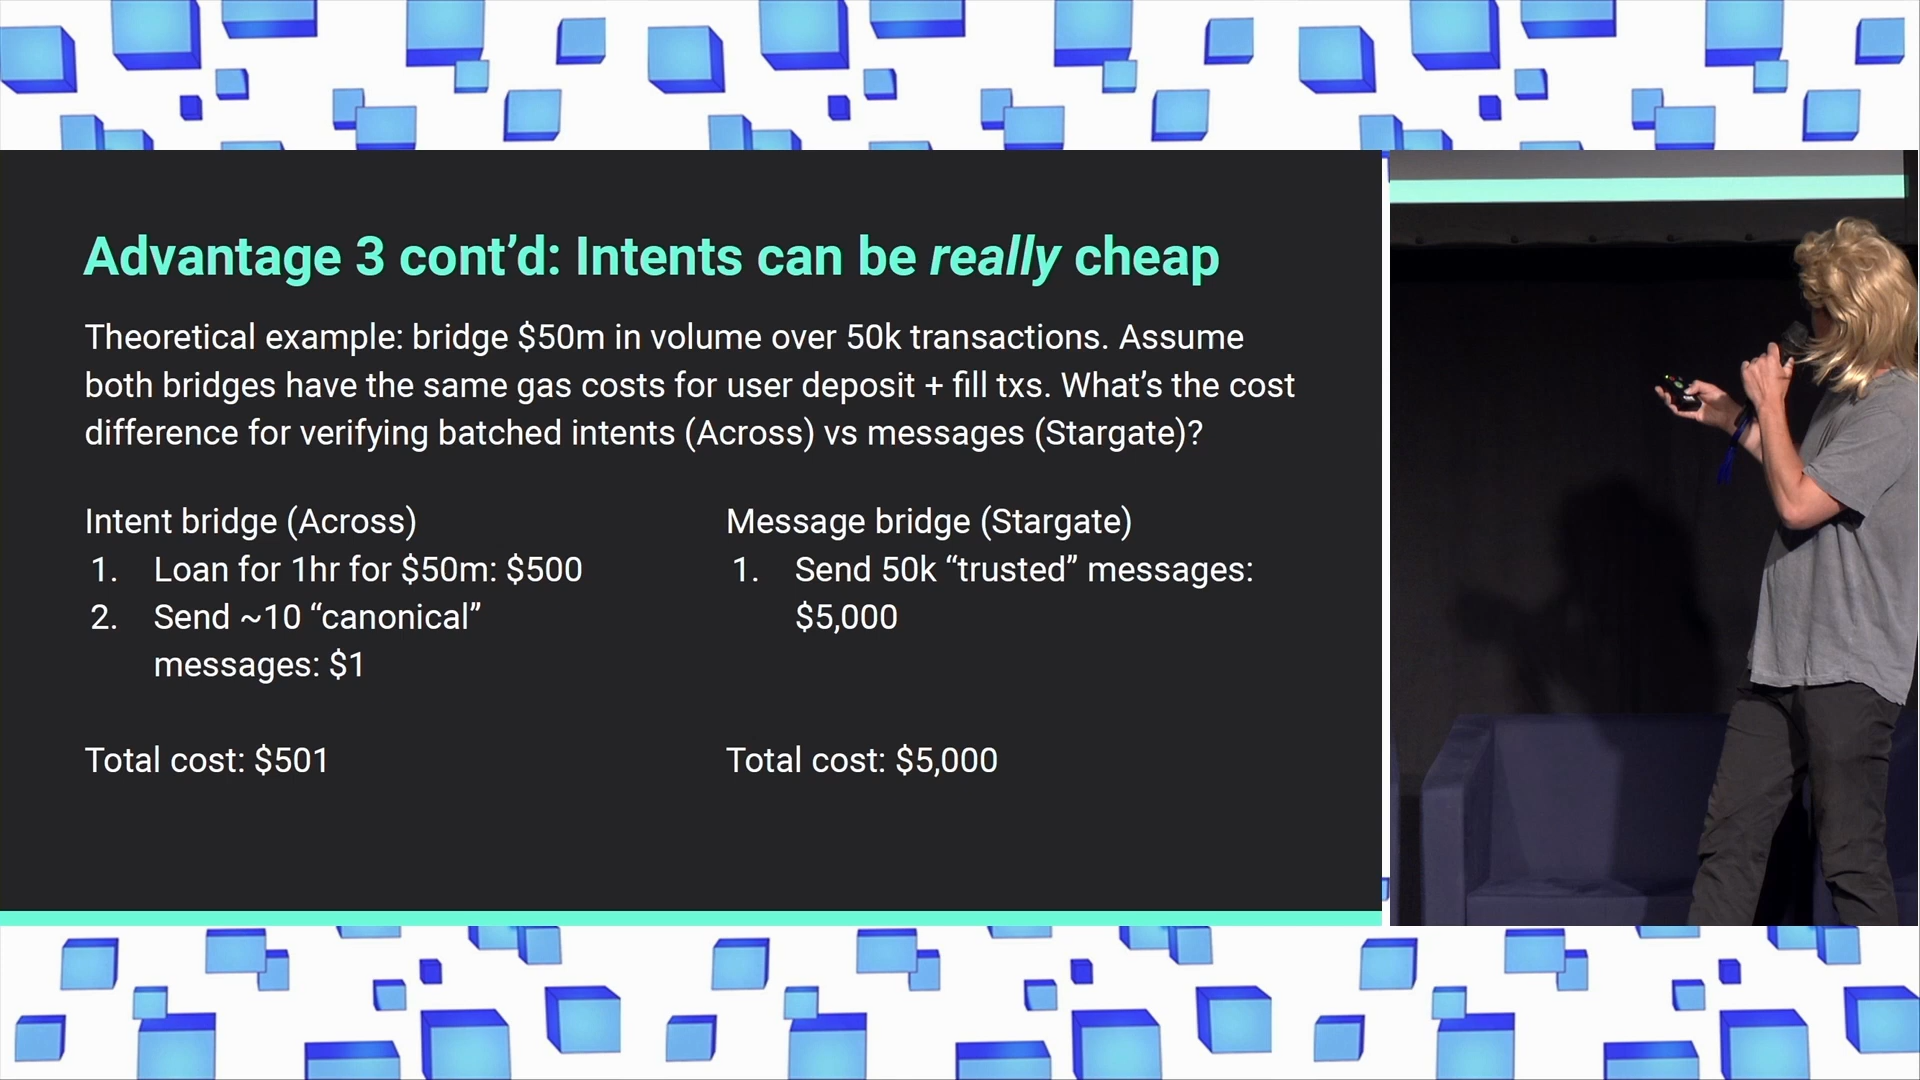 Advantage 3 cont’d: Intents can be really cheap
Theoretical example: bridge $50m in volume over 50k transactions. Assume
both bridges have the same gas costs for user deposit + fill txs. What’s the cost
difference for verifying batched intents (Across) vs messages (Stargate)?
Intent bridge (Across)
1. Loan for 1hr for $50m: $500
2. Send ~10 “canonical”
messages: $1
Total cost: $501
Message bridge (Stargate)
1. Send 50k “trusted” messages:
$5,000
Total cost: $5,000